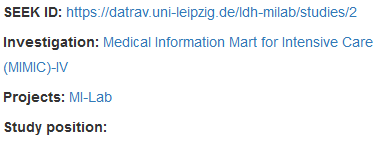 SEEK ID: https://datrav.uni-leipzig.de/ldh-milab/studies/2
Investigation: Medical Information Mart for Intensive Care
(MIMIC)-IV
Projects: MI-Lab
Study position: